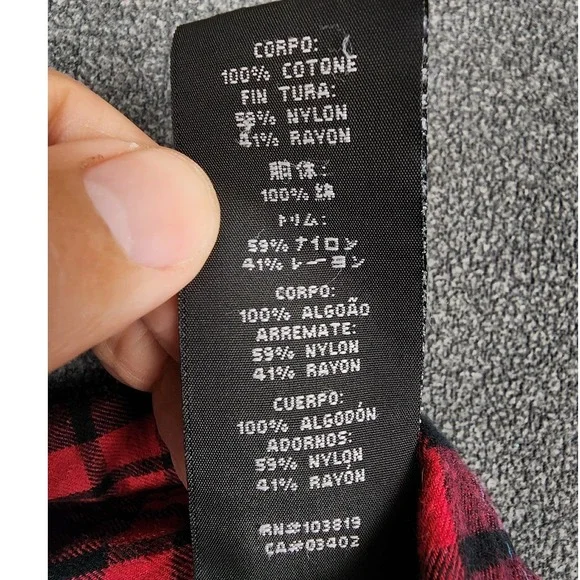 CORPO:
100% COTONE
FIN TURA:
59% NYLON
41% RAYON
胴体:
100% 綿
トリム:
59% ナイロン
41% レーヨン
CORPO:
100% ALGOÃO
ARREMATE:
59% NYLON
41% RAYON
CUERPO:
100% ALGODÓN
ADORNOS:
59% NYLON
41% RAYÓN
RN#103819
CA#03402